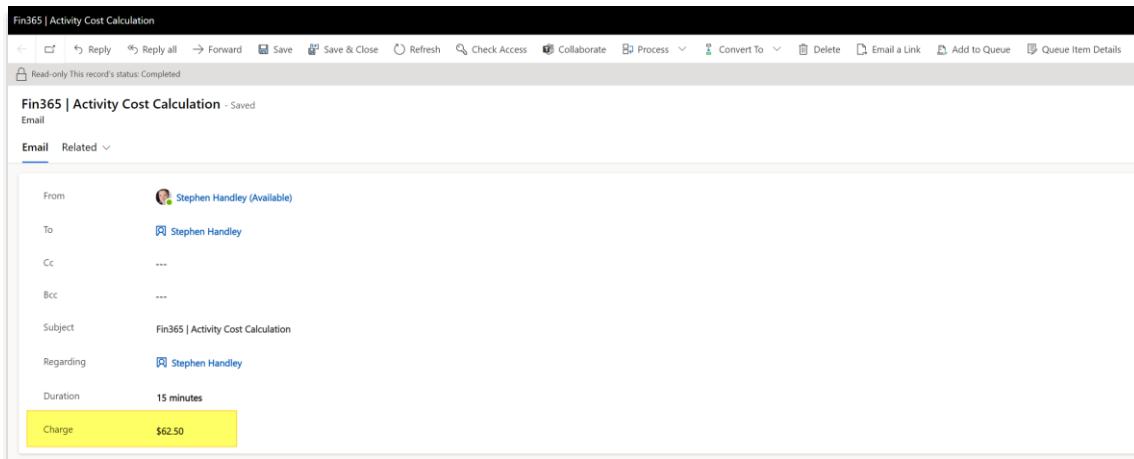 Fin365 | Activity Cost Calculation
Reply Reply all Forward Save Save & Close Refresh Check Access Collaborate Process Convert To Delete Email a Link Add to Queue Queue Item Details
Read-only This record's status: Completed
Fin365 | Activity Cost Calculation - Saved
Email
Email Related
From Stephen Handley (Available)
To Stephen Handley
Cc ---
Bcc ---
Subject Fin365 | Activity Cost Calculation
Regarding Stephen Handley
Duration 15 minutes
Charge $62.50